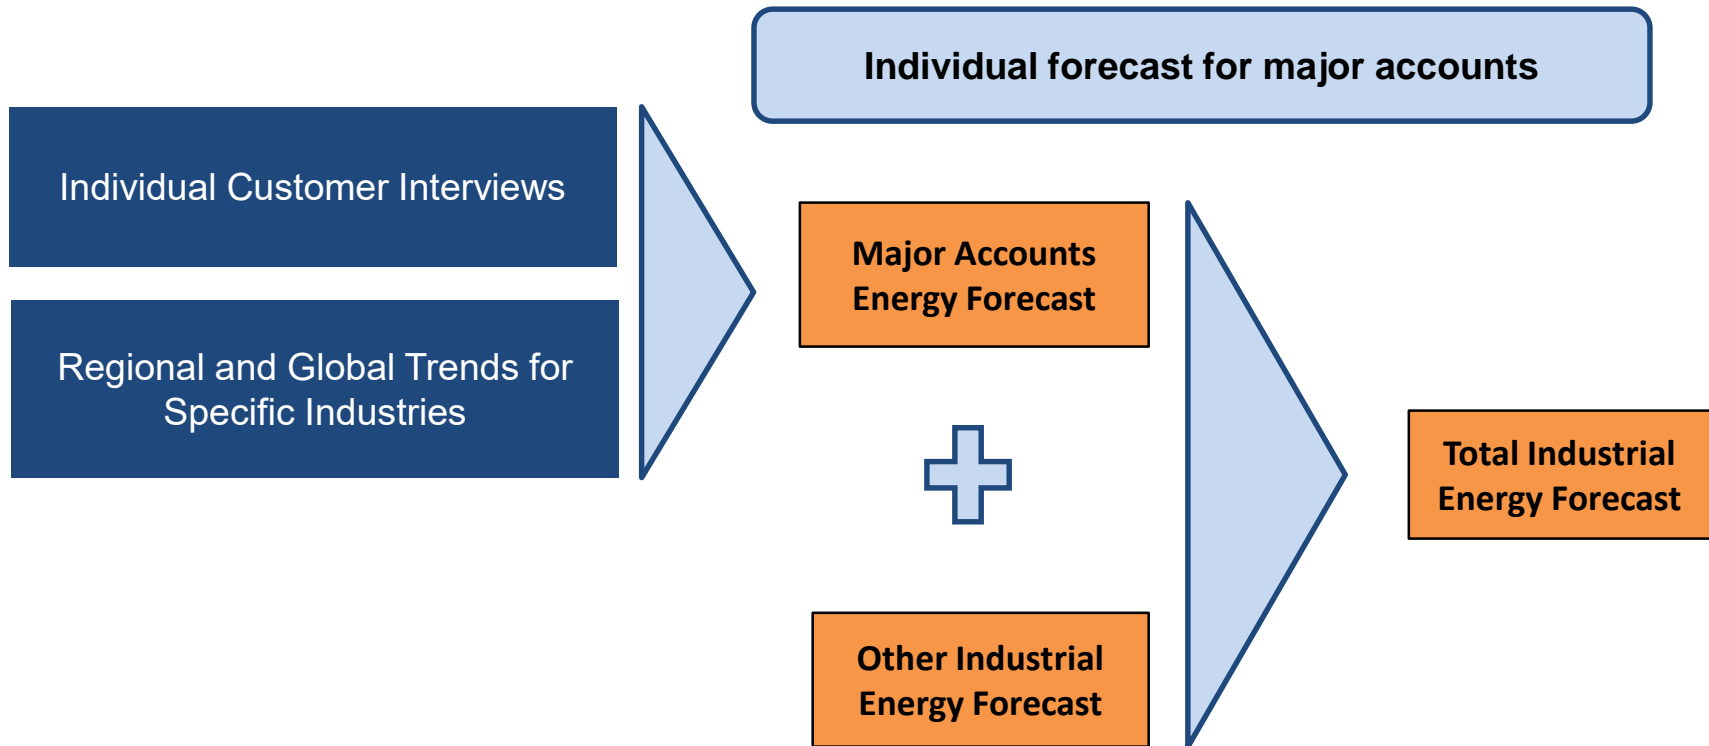 Individual forecast for major accounts
Individual Customer Interviews
Regional and Global Trends for
Specific Industries
Major Accounts
Energy Forecast
Other Industrial
Energy Forecast
Total Industrial
Energy Forecast